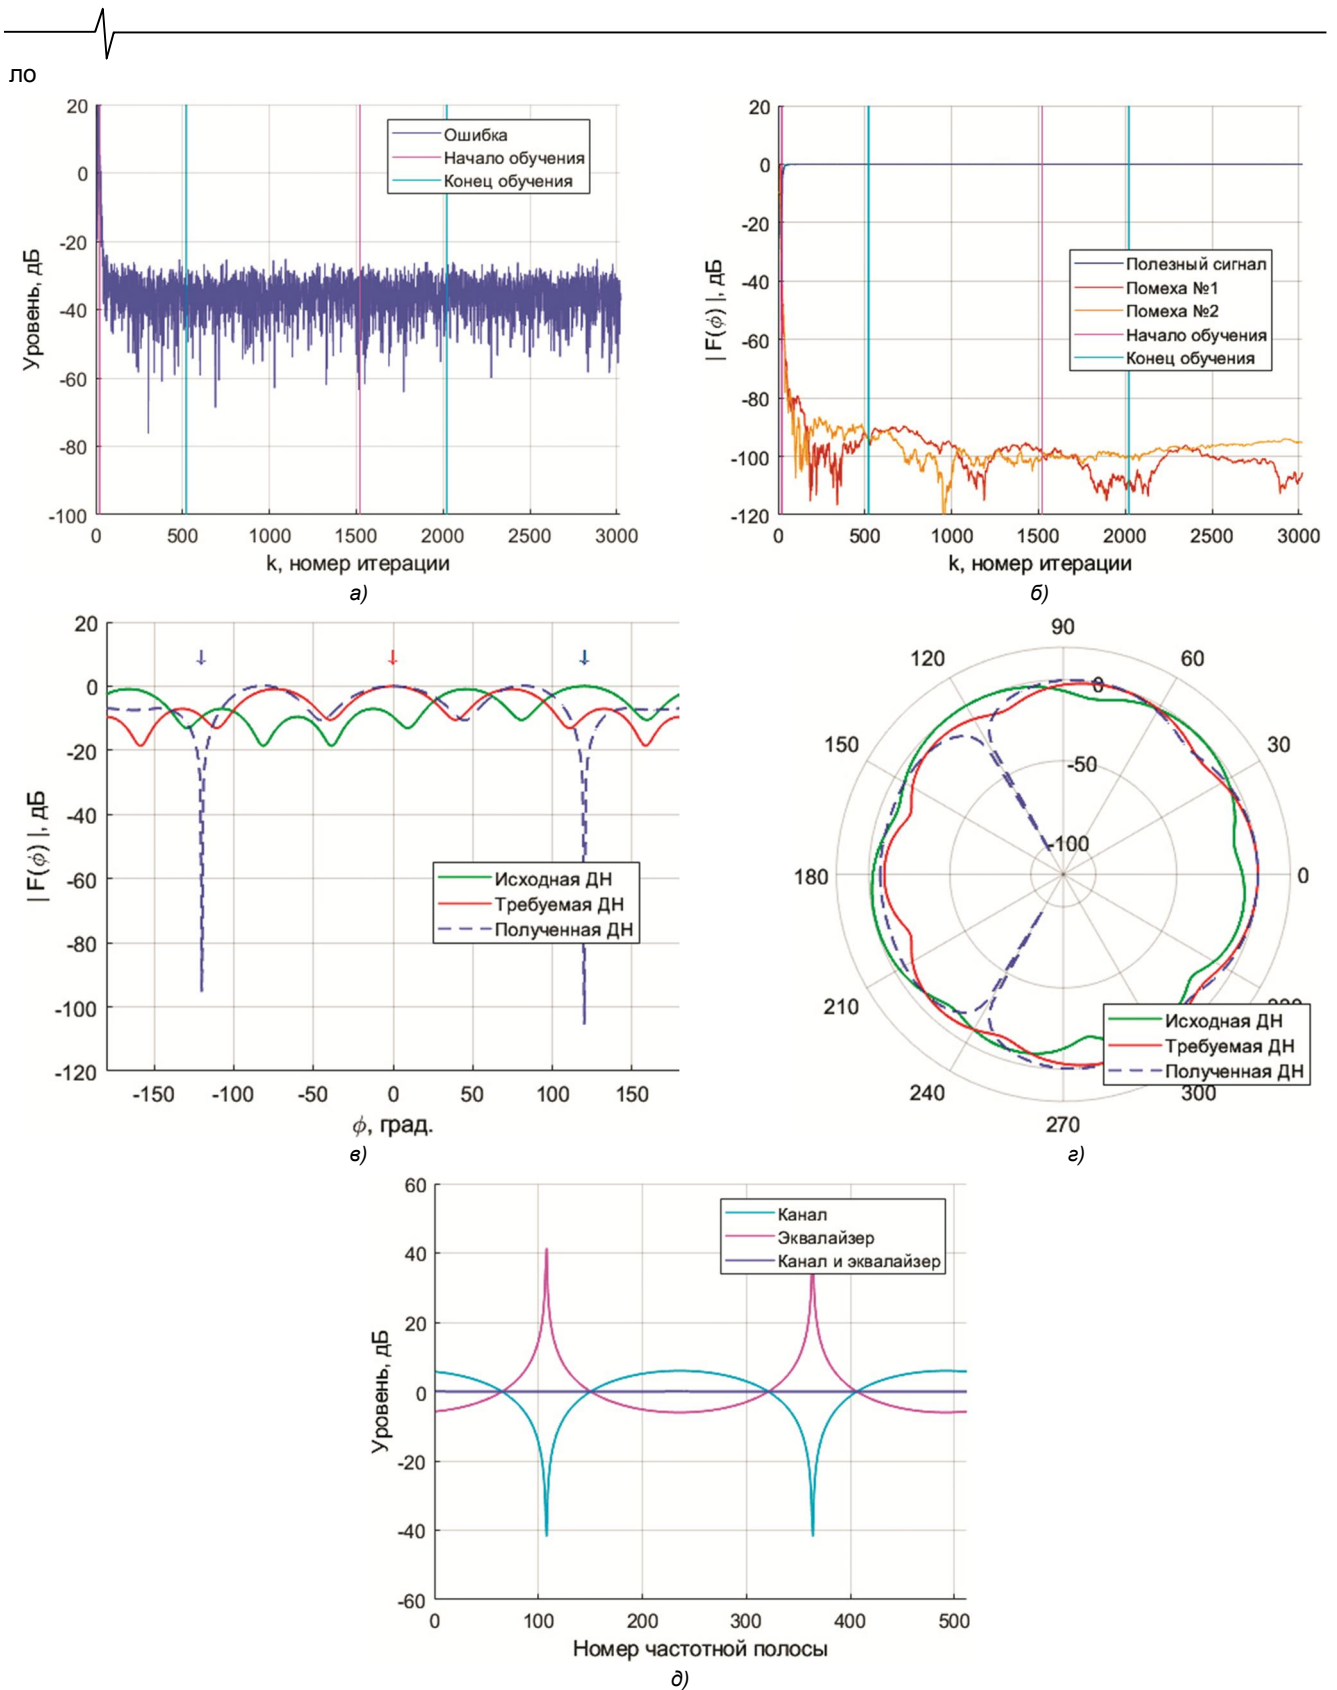 ло
20
0
-20
-40
-60
-80
-100
Уровень, дБ
Ошибка
Начало обучения
Конец обучения
0 500 1000 1500 2000 2500 3000
k, номер итерации
а)
20
0
-20
-40
-60
-80
-100
-120
| F(ϕ) |, дБ
Полезный сигнал
Помеха №1
Помеха №2
Начало обучения
Конец обучения
0 500 1000 1500 2000 2500 3000
k, номер итерации
б)
20
0
-20
-40
-60
-80
-100
-120
| F(ϕ) |, дБ
Исходная ДН
Требуемая ДН
Полученная ДН
-150 -100 -50 0 50 100 150
ϕ, град.
в)
90
120 60
0
150 30
-50
-100
180 0
210
Исходная ДН
Требуемая ДН
Полученная ДН
240 300
270
г)
60
40
20
0
-20
-40
-60
Уровень, дБ
Канал
Эквалайзер
Канал и эквалайзер
0 100 200 300 400 500
Номер частотной полосы
д)